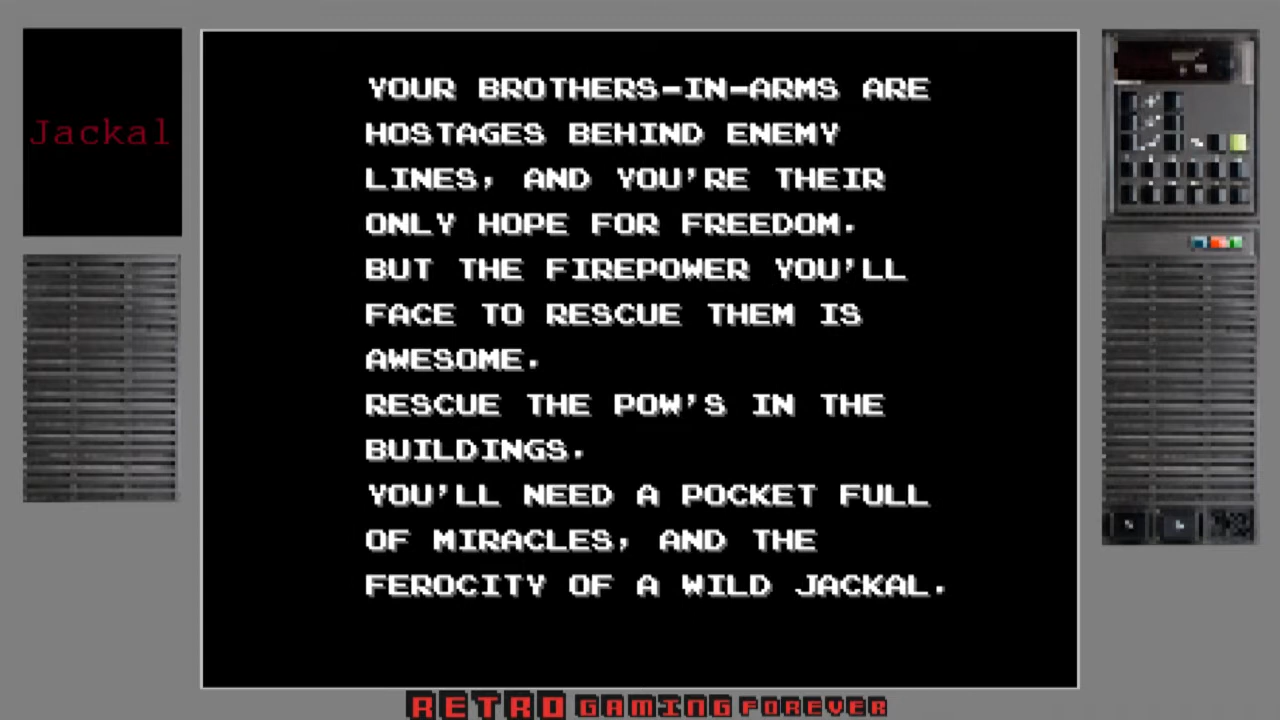 Jackal
YOUR BROTHERS-IN-ARMS ARE
HOSTAGES BEHIND ENEMY
LINES, AND YOU'RE THEIR
ONLY HOPE FOR FREEDOM.
BUT THE FIREPOWER YOU'LL
FACE TO RESCUE THEM IS
AWESOME.
RESCUE THE POW'S IN THE
BUILDINGS.
YOU'LL NEED A POCKET FULL
OF MIRACLES, AND THE
FEROCITY OF A WILD JACKAL.
RETRO GAMING FOREVER